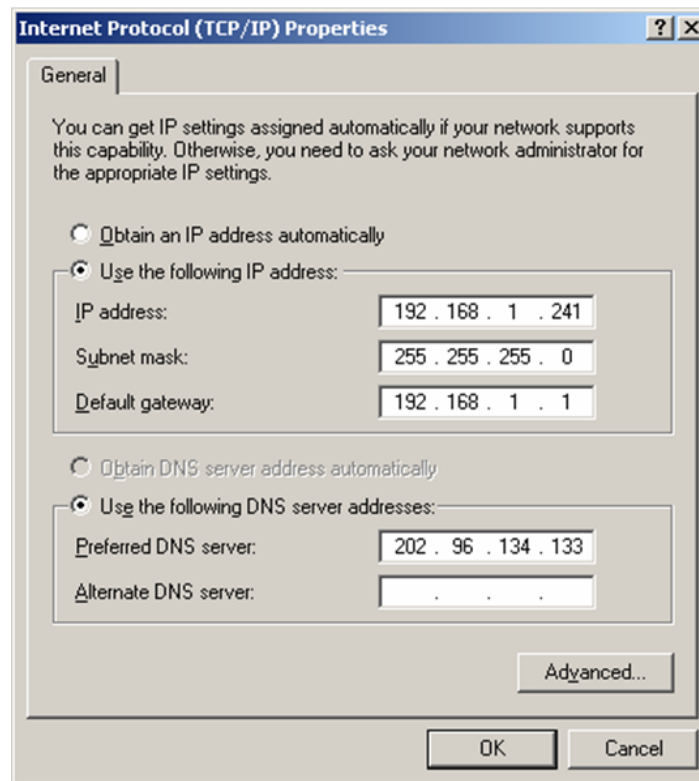 Internet Protocol (TCP/IP) Properties
General
You can get IP settings assigned automatically if your network supports
this capability. Otherwise, you need to ask your network administrator for
the appropriate IP settings.
Obtain an IP address automatically
Use the following IP address:
IP address: 192 . 168 . 1 . 241
Subnet mask: 255 . 255 . 255 . 0
Default gateway: 192 . 168 . 1 . 1
Obtain DNS server address automatically
Use the following DNS server addresses:
Preferred DNS server: 202 . 96 . 134 . 133
Alternate DNS server: . . .
Advanced...
OK Cancel